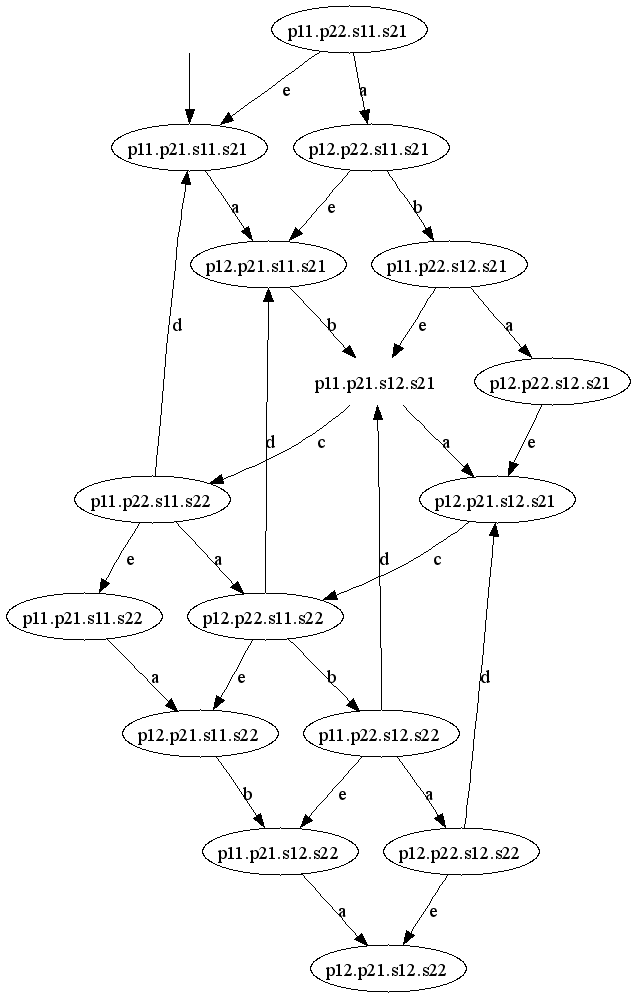 p11.p22.s11.s21
e
a
p11.p21.s11.s21
p12.p22.s11.s21
a
e
b
p12.p21.s11.s21
p11.p22.s12.s21
d
b
e
a
p11.p21.s12.s21
p12.p22.s12.s21
d
c
a
e
p11.p22.s11.s22
p12.p21.s12.s21
e
a
d
c
p11.p21.s11.s22
p12.p22.s11.s22
a
e
b
d
p12.p21.s11.s22
p11.p22.s12.s22
b
e
a
p11.p21.s12.s22
p12.p22.s12.s22
a
e
p12.p21.s12.s22